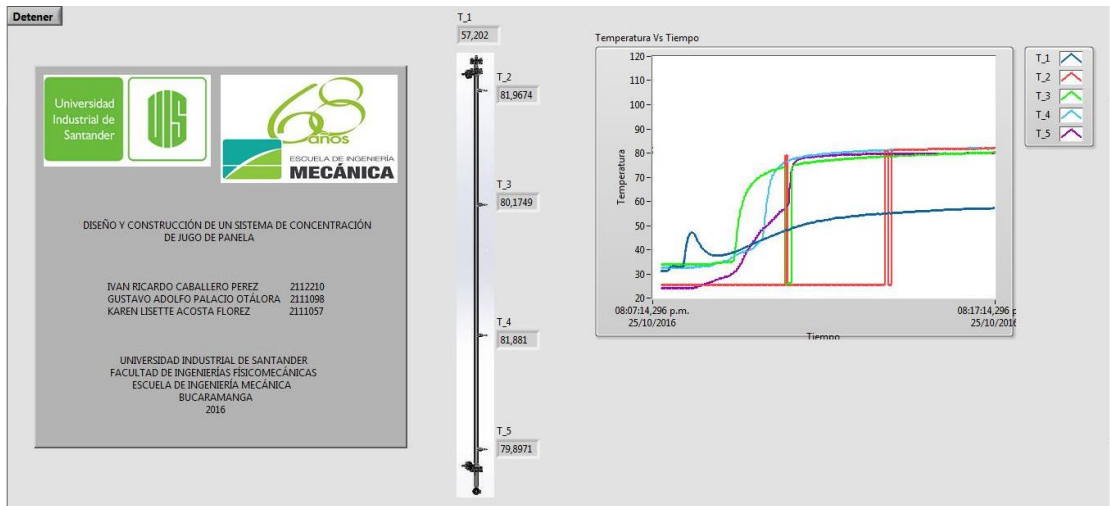 Detener
Universidad
Industrial de
Santander
UIS
68
años
ESCUELA DE INGENIERÍA
MECÁNICA
DISEÑO Y CONSTRUCCIÓN DE UN SISTEMA DE CONCENTRACIÓN
DE JUGO DE PANELA
IVAN RICARDO CABALLERO PEREZ 2112210
GUSTAVO ADOLFO PALACIO OTÁLORA 2111098
KAREN LISETTE ACOSTA FLOREZ 2111057
UNIVERSIDAD INDUSTRIAL DE SANTANDER
FACULTAD DE INGENIERÍAS FÍSICOMECÁNICAS
ESCUELA DE INGENIERÍA MECÁNICA
BUCARAMANGA
2016
T_1
57,202
T_2
81,9674
T_3
80,1749
T_4
81,881
T_5
79,8971
Temperatura Vs Tiempo
Temperatura
120
110
100
90
80
70
60
50
40
30
20
08:07:14,296 p.m.
25/10/2016
08:17:14,296 p
25/10/2016
Tiempo
T_1
T_2
T_3
T_4
T_5